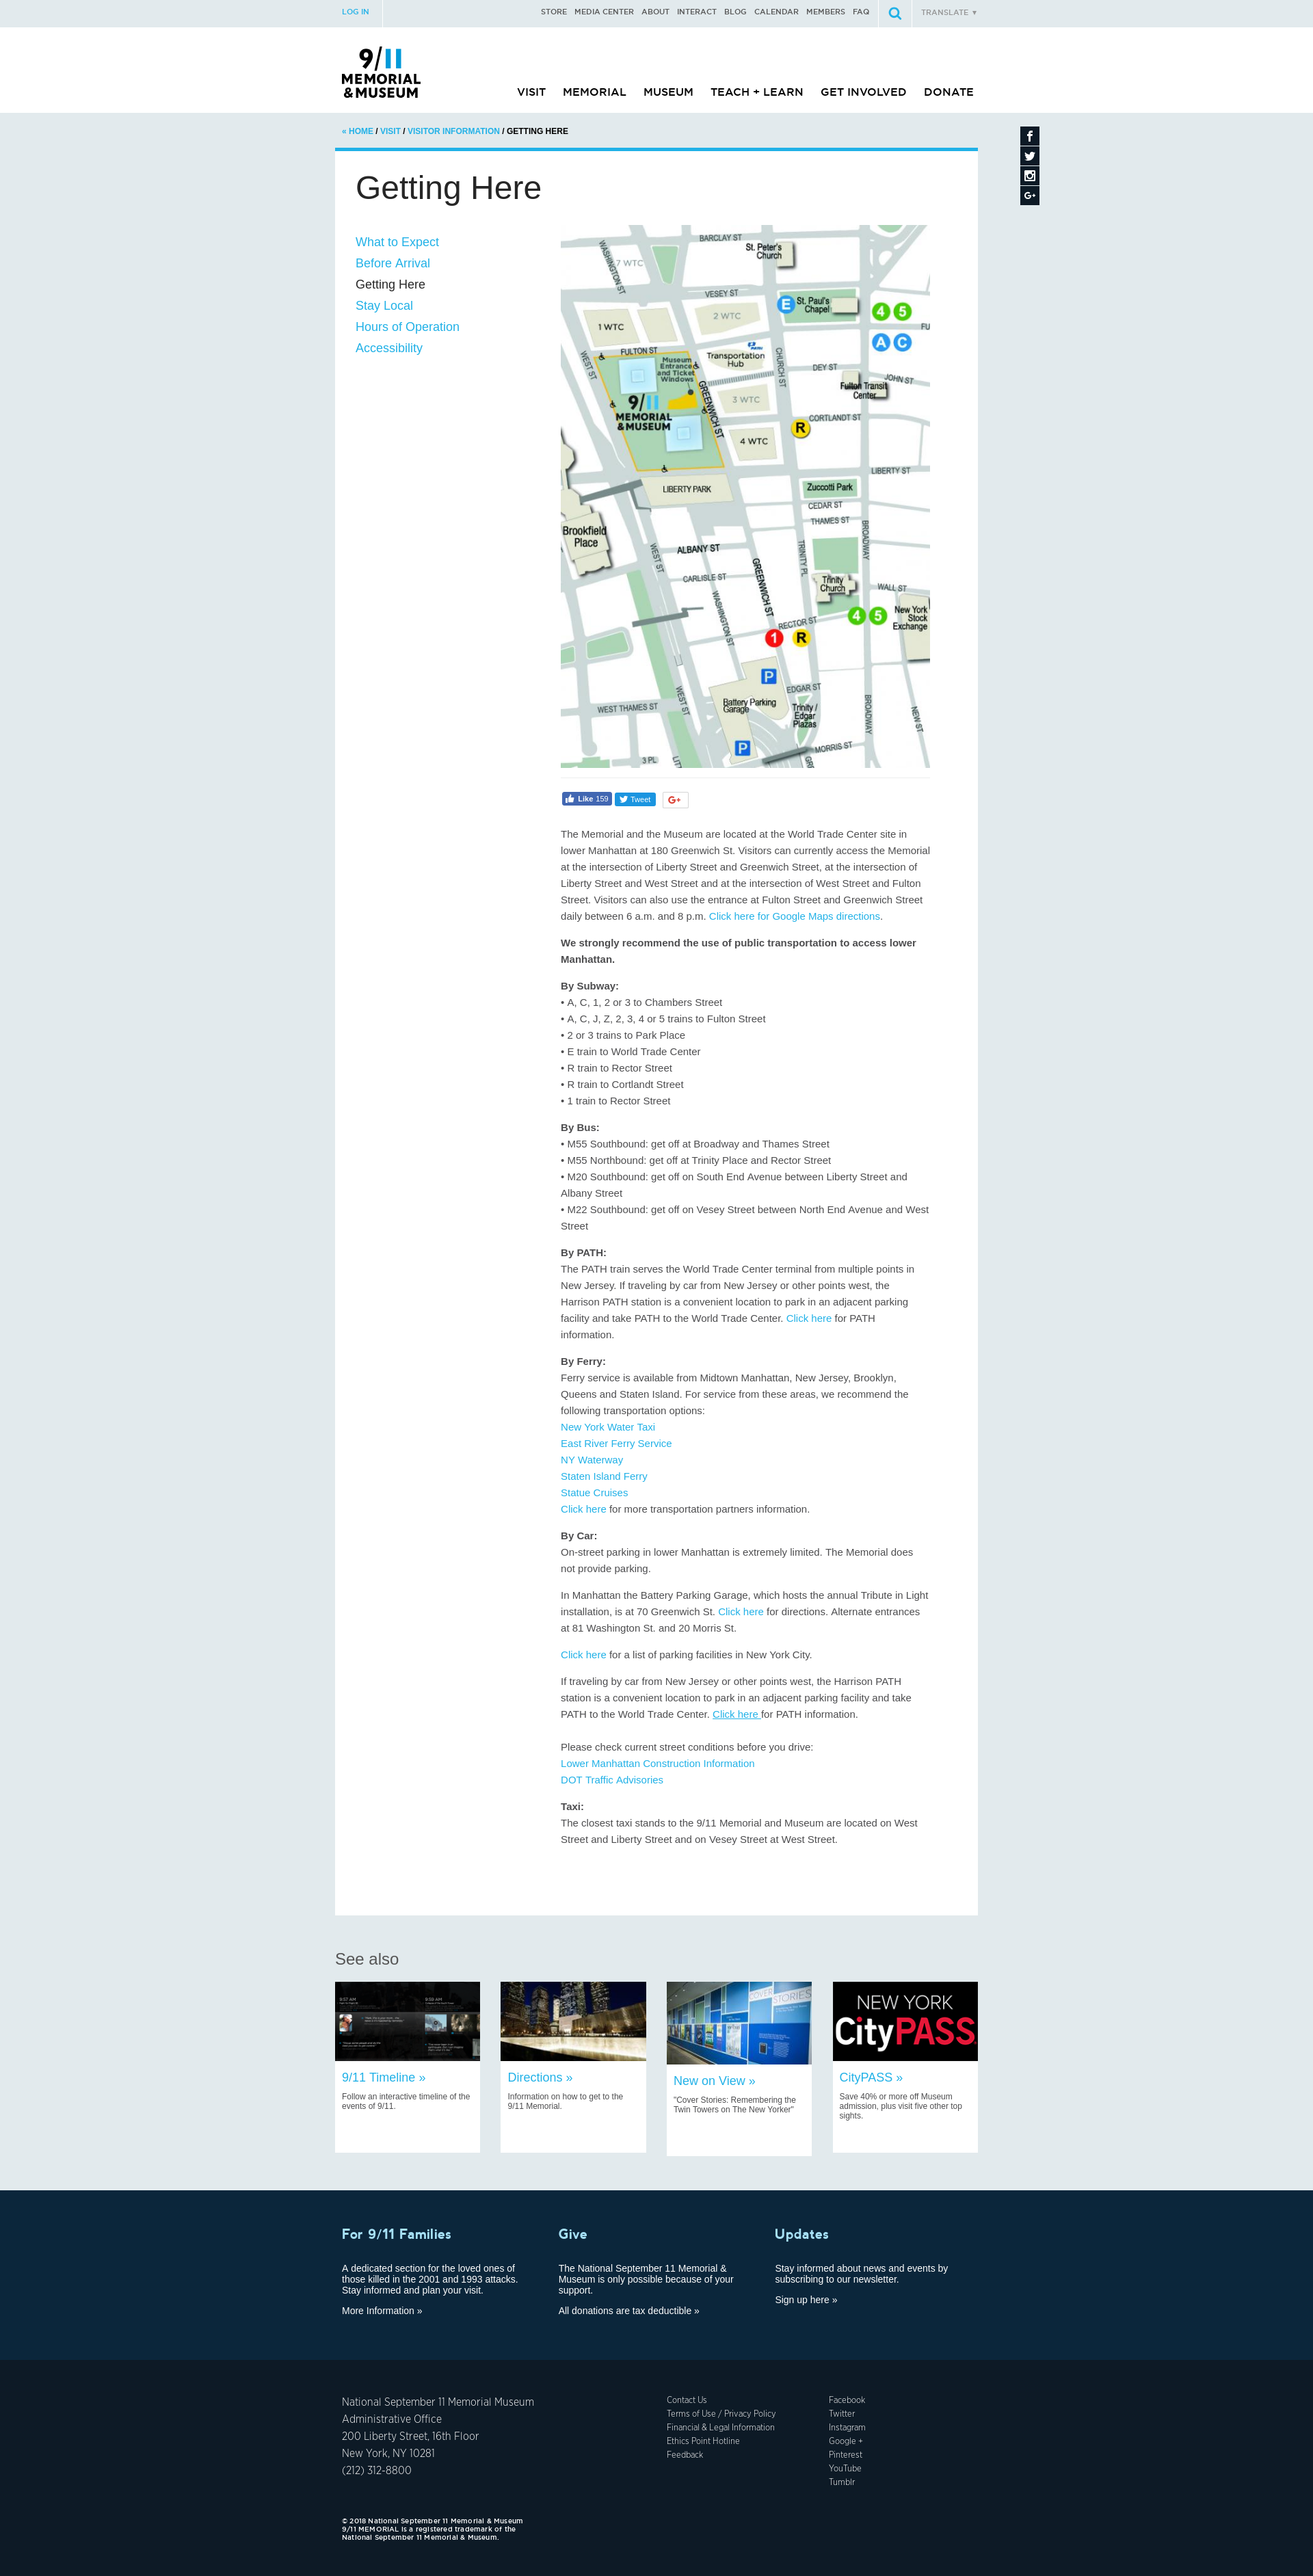 LOG IN
STORE MEDIA CENTER ABOUT INTERACT BLOG CALENDAR MEMBERS FAQ
TRANSLATE ▼
9/11
MEMORIAL
&MUSEUM
VISIT MEMORIAL MUSEUM TEACH + LEARN GET INVOLVED DONATE
« HOME / VISIT / VISITOR INFORMATION / GETTING HERE
Getting Here
What to Expect
Before Arrival
Getting Here
Stay Local
Hours of Operation
Accessibility
BARCLAY ST
St. Peter's
Church
WASHINGTON ST
7 WTC
VESEY ST
E
St. Paul's
Chapel
4 5
2 WTC
1 WTC
FU
A C
FULTON ST
WEST ST
Transportation
Hub
Museum
Entrance
and Ticket
Windows
CHURCH ST
DEY ST
JOHN ST
Fulton Transit
Center
GREENWICH ST
3 WTC
9/11
MEMORIAL
& MUSEUM
CORTLANDT ST
R
4 WTC
LIBERTY ST
LIBERTY PARK
Zuccotti Park
CEDAR ST
THAMES ST
Brookfield
Place
WEST ST
ALBANY ST
BROADWAY
TRINITY PL
GREENWICH ST
CARLISLE ST
Trinity
Church
WALL ST
WASHINGTON ST
4 5
New York
Stock
Exchange
RECTOR ST
1 R
P
WEST ST
EDGAR ST
Battery Parking
Garage
WEST THAMES ST
Trinity /
Edgar
Plazas
BROADWAY
NEW ST
P
MORRIS ST
3 PL
LITT
Like 159
Tweet
G+
The Memorial and the Museum are located at the World Trade Center site in
lower Manhattan at 180 Greenwich St. Visitors can currently access the Memorial
at the intersection of Liberty Street and Greenwich Street, at the intersection of
Liberty Street and West Street and at the intersection of West Street and Fulton
Street. Visitors can also use the entrance at Fulton Street and Greenwich Street
daily between 6 a.m. and 8 p.m. Click here for Google Maps directions.
We strongly recommend the use of public transportation to access lower
Manhattan.
By Subway:
• A, C, 1, 2 or 3 to Chambers Street
• A, C, J, Z, 2, 3, 4 or 5 trains to Fulton Street
• 2 or 3 trains to Park Place
• E train to World Trade Center
• R train to Rector Street
• R train to Cortlandt Street
• 1 train to Rector Street
By Bus:
• M55 Southbound: get off at Broadway and Thames Street
• M55 Northbound: get off at Trinity Place and Rector Street
• M20 Southbound: get off on South End Avenue between Liberty Street and
Albany Street
• M22 Southbound: get off on Vesey Street between North End Avenue and West
Street
By PATH:
The PATH train serves the World Trade Center terminal from multiple points in
New Jersey. If traveling by car from New Jersey or other points west, the
Harrison PATH station is a convenient location to park in an adjacent parking
facility and take PATH to the World Trade Center. Click here for PATH
information.
By Ferry:
Ferry service is available from Midtown Manhattan, New Jersey, Brooklyn,
Queens and Staten Island. For service from these areas, we recommend the
following transportation options:
New York Water Taxi
East River Ferry Service
NY Waterway
Staten Island Ferry
Statue Cruises
Click here for more transportation partners information.
By Car:
On-street parking in lower Manhattan is extremely limited. The Memorial does
not provide parking.
In Manhattan the Battery Parking Garage, which hosts the annual Tribute in Light
installation, is at 70 Greenwich St. Click here for directions. Alternate entrances
at 81 Washington St. and 20 Morris St.
Click here for a list of parking facilities in New York City.
If traveling by car from New Jersey or other points west, the Harrison PATH
station is a convenient location to park in an adjacent parking facility and take
PATH to the World Trade Center. Click here for PATH information.
Please check current street conditions before you drive:
Lower Manhattan Construction Information
DOT Traffic Advisories
Taxi:
The closest taxi stands to the 9/11 Memorial and Museum are located on West
Street and Liberty Street and on Vesey Street at West Street.
See also
COVER STORIES
NEW YORK
CityPASS
9/11 Timeline »
Follow an interactive timeline of the
events of 9/11.
Directions »
Information on how to get to the
9/11 Memorial.
New on View »
"Cover Stories: Remembering the
Twin Towers on The New Yorker"
CityPASS »
Save 40% or more off Museum
admission, plus visit five other top
sights.
For 9/11 Families
A dedicated section for the loved ones of
those killed in the 2001 and 1993 attacks.
Stay informed and plan your visit.
More Information »
Give
The National September 11 Memorial &
Museum is only possible because of your
support.
All donations are tax deductible »
Updates
Stay informed about news and events by
subscribing to our newsletter.
Sign up here »
National September 11 Memorial Museum
Administrative Office
200 Liberty Street, 16th Floor
New York, NY 10281
(212) 312-8800
Contact Us
Terms of Use / Privacy Policy
Financial & Legal Information
Ethics Point Hotline
Feedback
Facebook
Twitter
Instagram
Google +
Pinterest
YouTube
Tumblr
© 2018 National September 11 Memorial & Museum
9/11 MEMORIAL is a registered trademark of the
National September 11 Memorial & Museum.